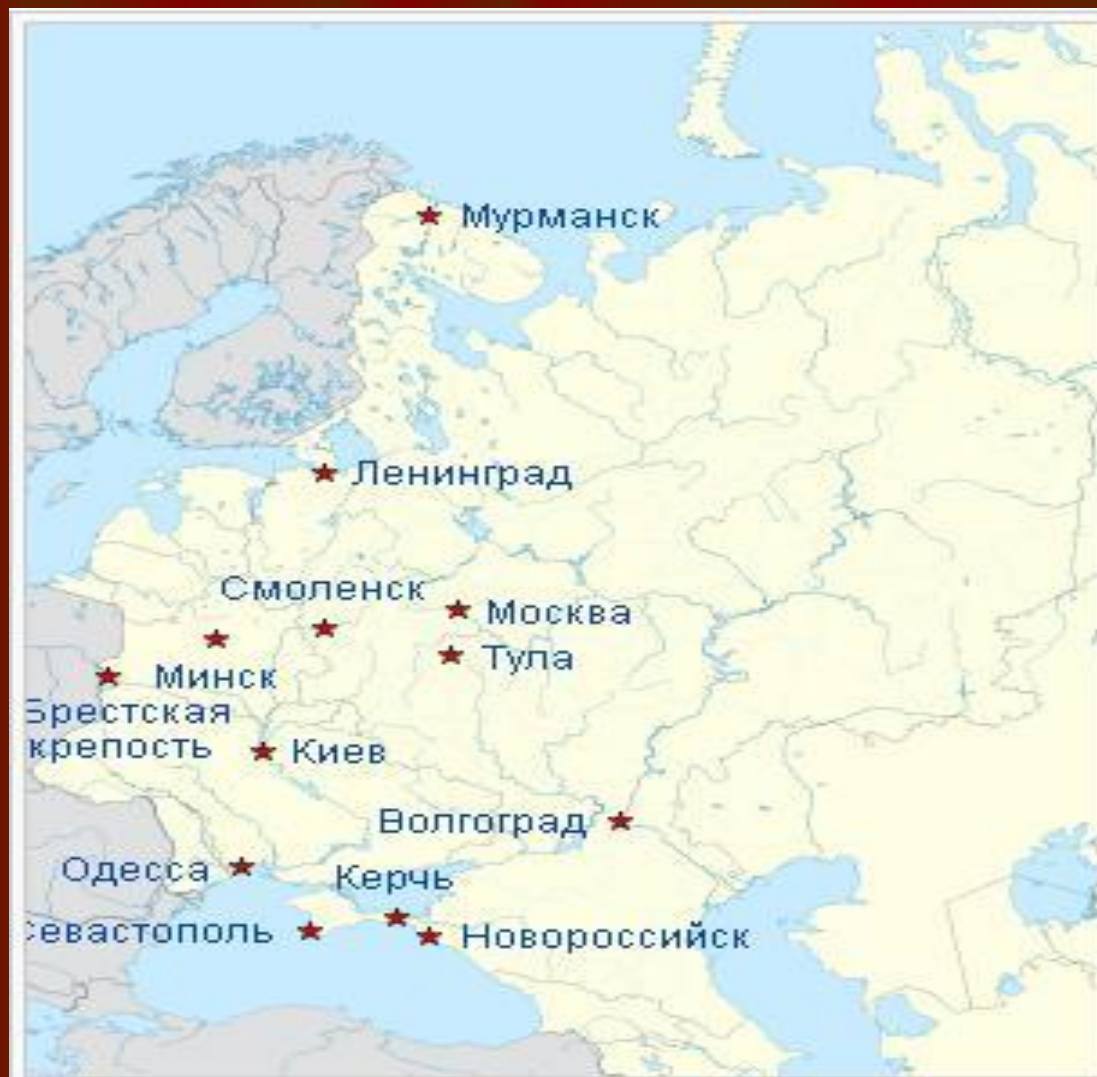 Мурманск
Ленинград
Смоленск
Москва
Тула
Минск
Брестская
крепость
Киев
Волгоград
Одесса
Керчь
Севастополь
Новороссийск